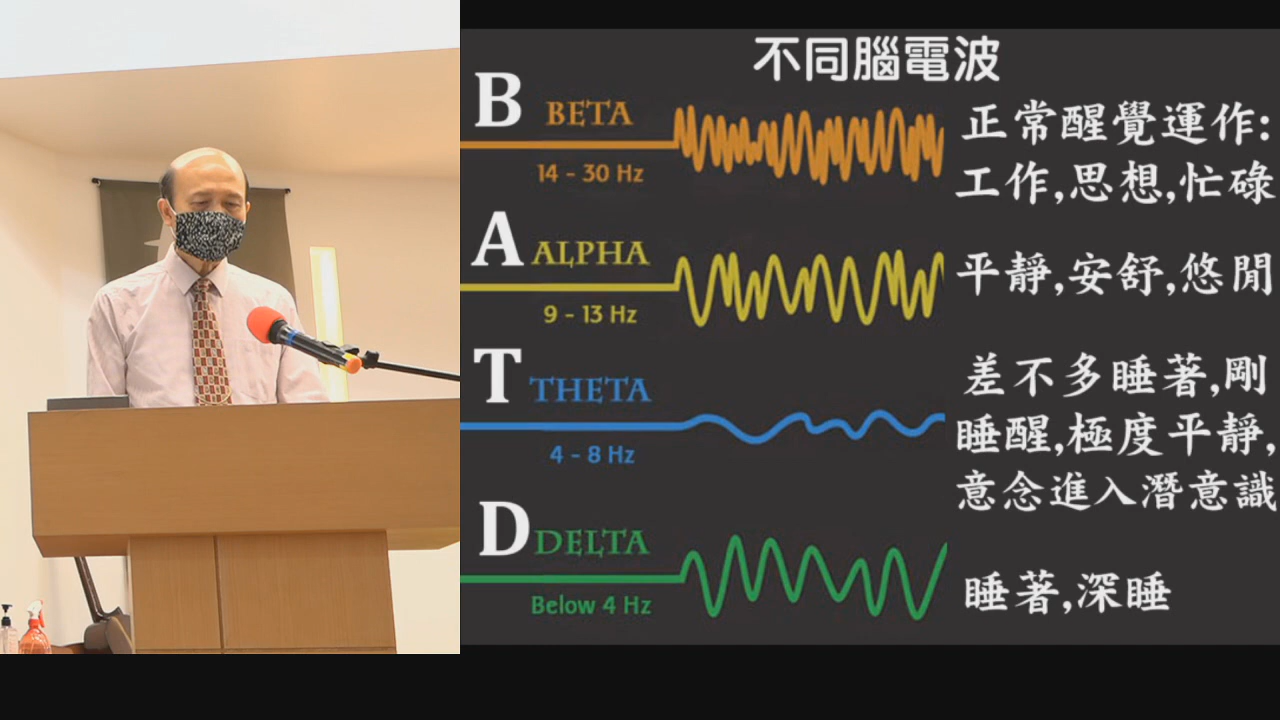 不同腦電波
B BETA
14 - 30 Hz
正常醒覺運作:
工作,思想,忙碌
A ALPHA
9 - 13 Hz
平靜,安舒,悠閒
T THETA
4 - 8 Hz
差不多睡著,剛
睡醒,極度平靜,
意念進入潛意識
D DELTA
Below 4 Hz
睡著,深睡